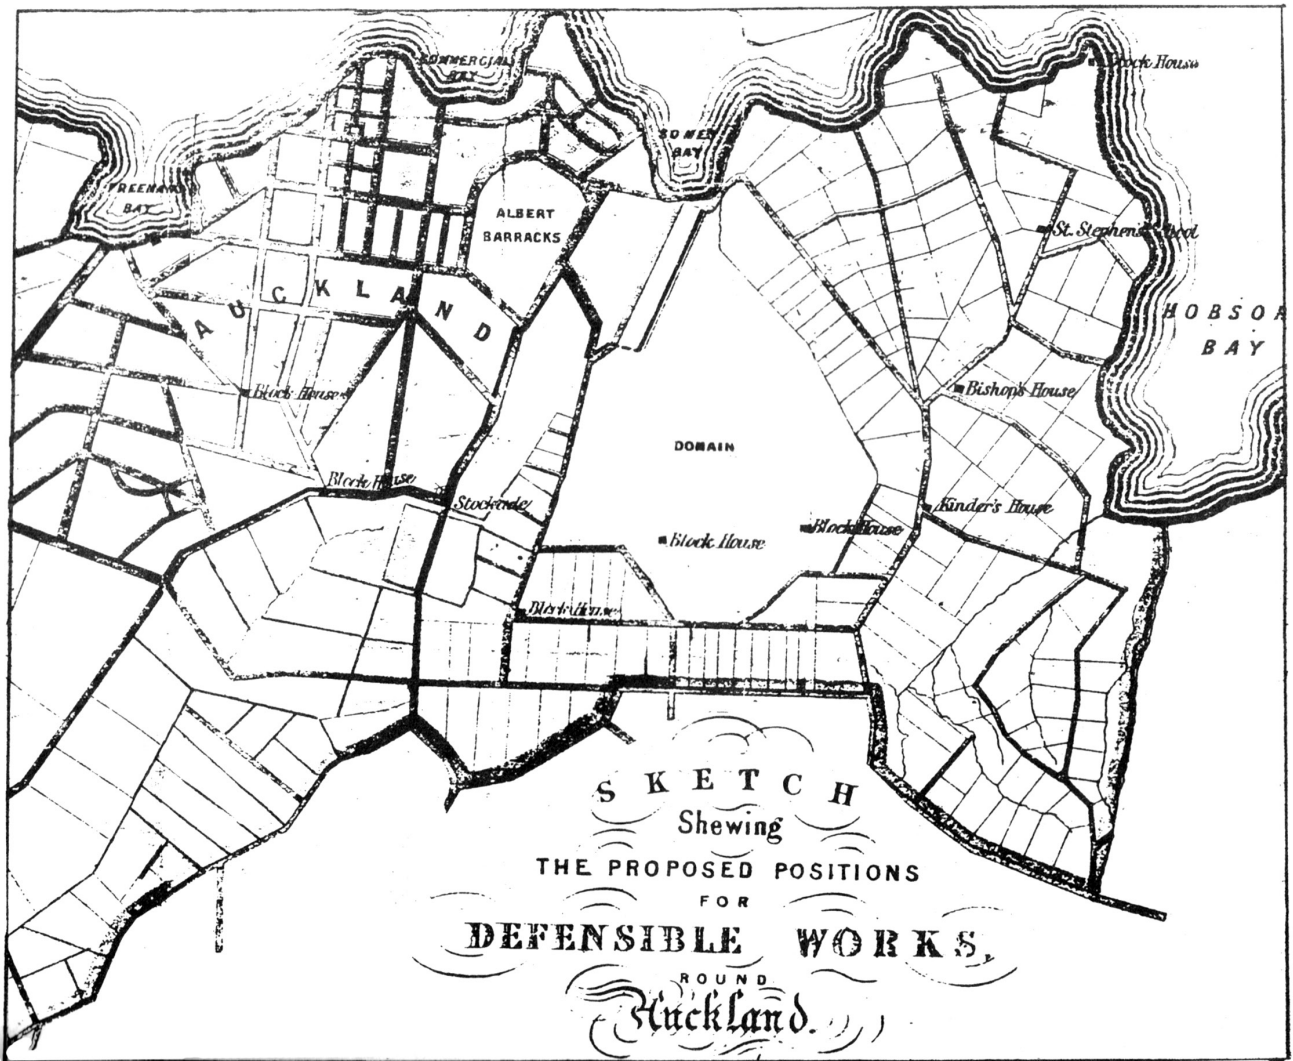 COMMERCIAL
BAY
Block House
BAY
FREEMAN'S
BAY
ALBERT
BARRACKS
St. Stephen's School
AUCKLAND
HOBSON
BAY
Block House
Bishop's House
DOMAIN
Block House
Stockade
Kinder's House
Block House
Block House
Block House
SKETCH
Shewing
THE PROPOSED POSITIONS
FOR
DEFENSIBLE WORKS,
ROUND
Auckland.